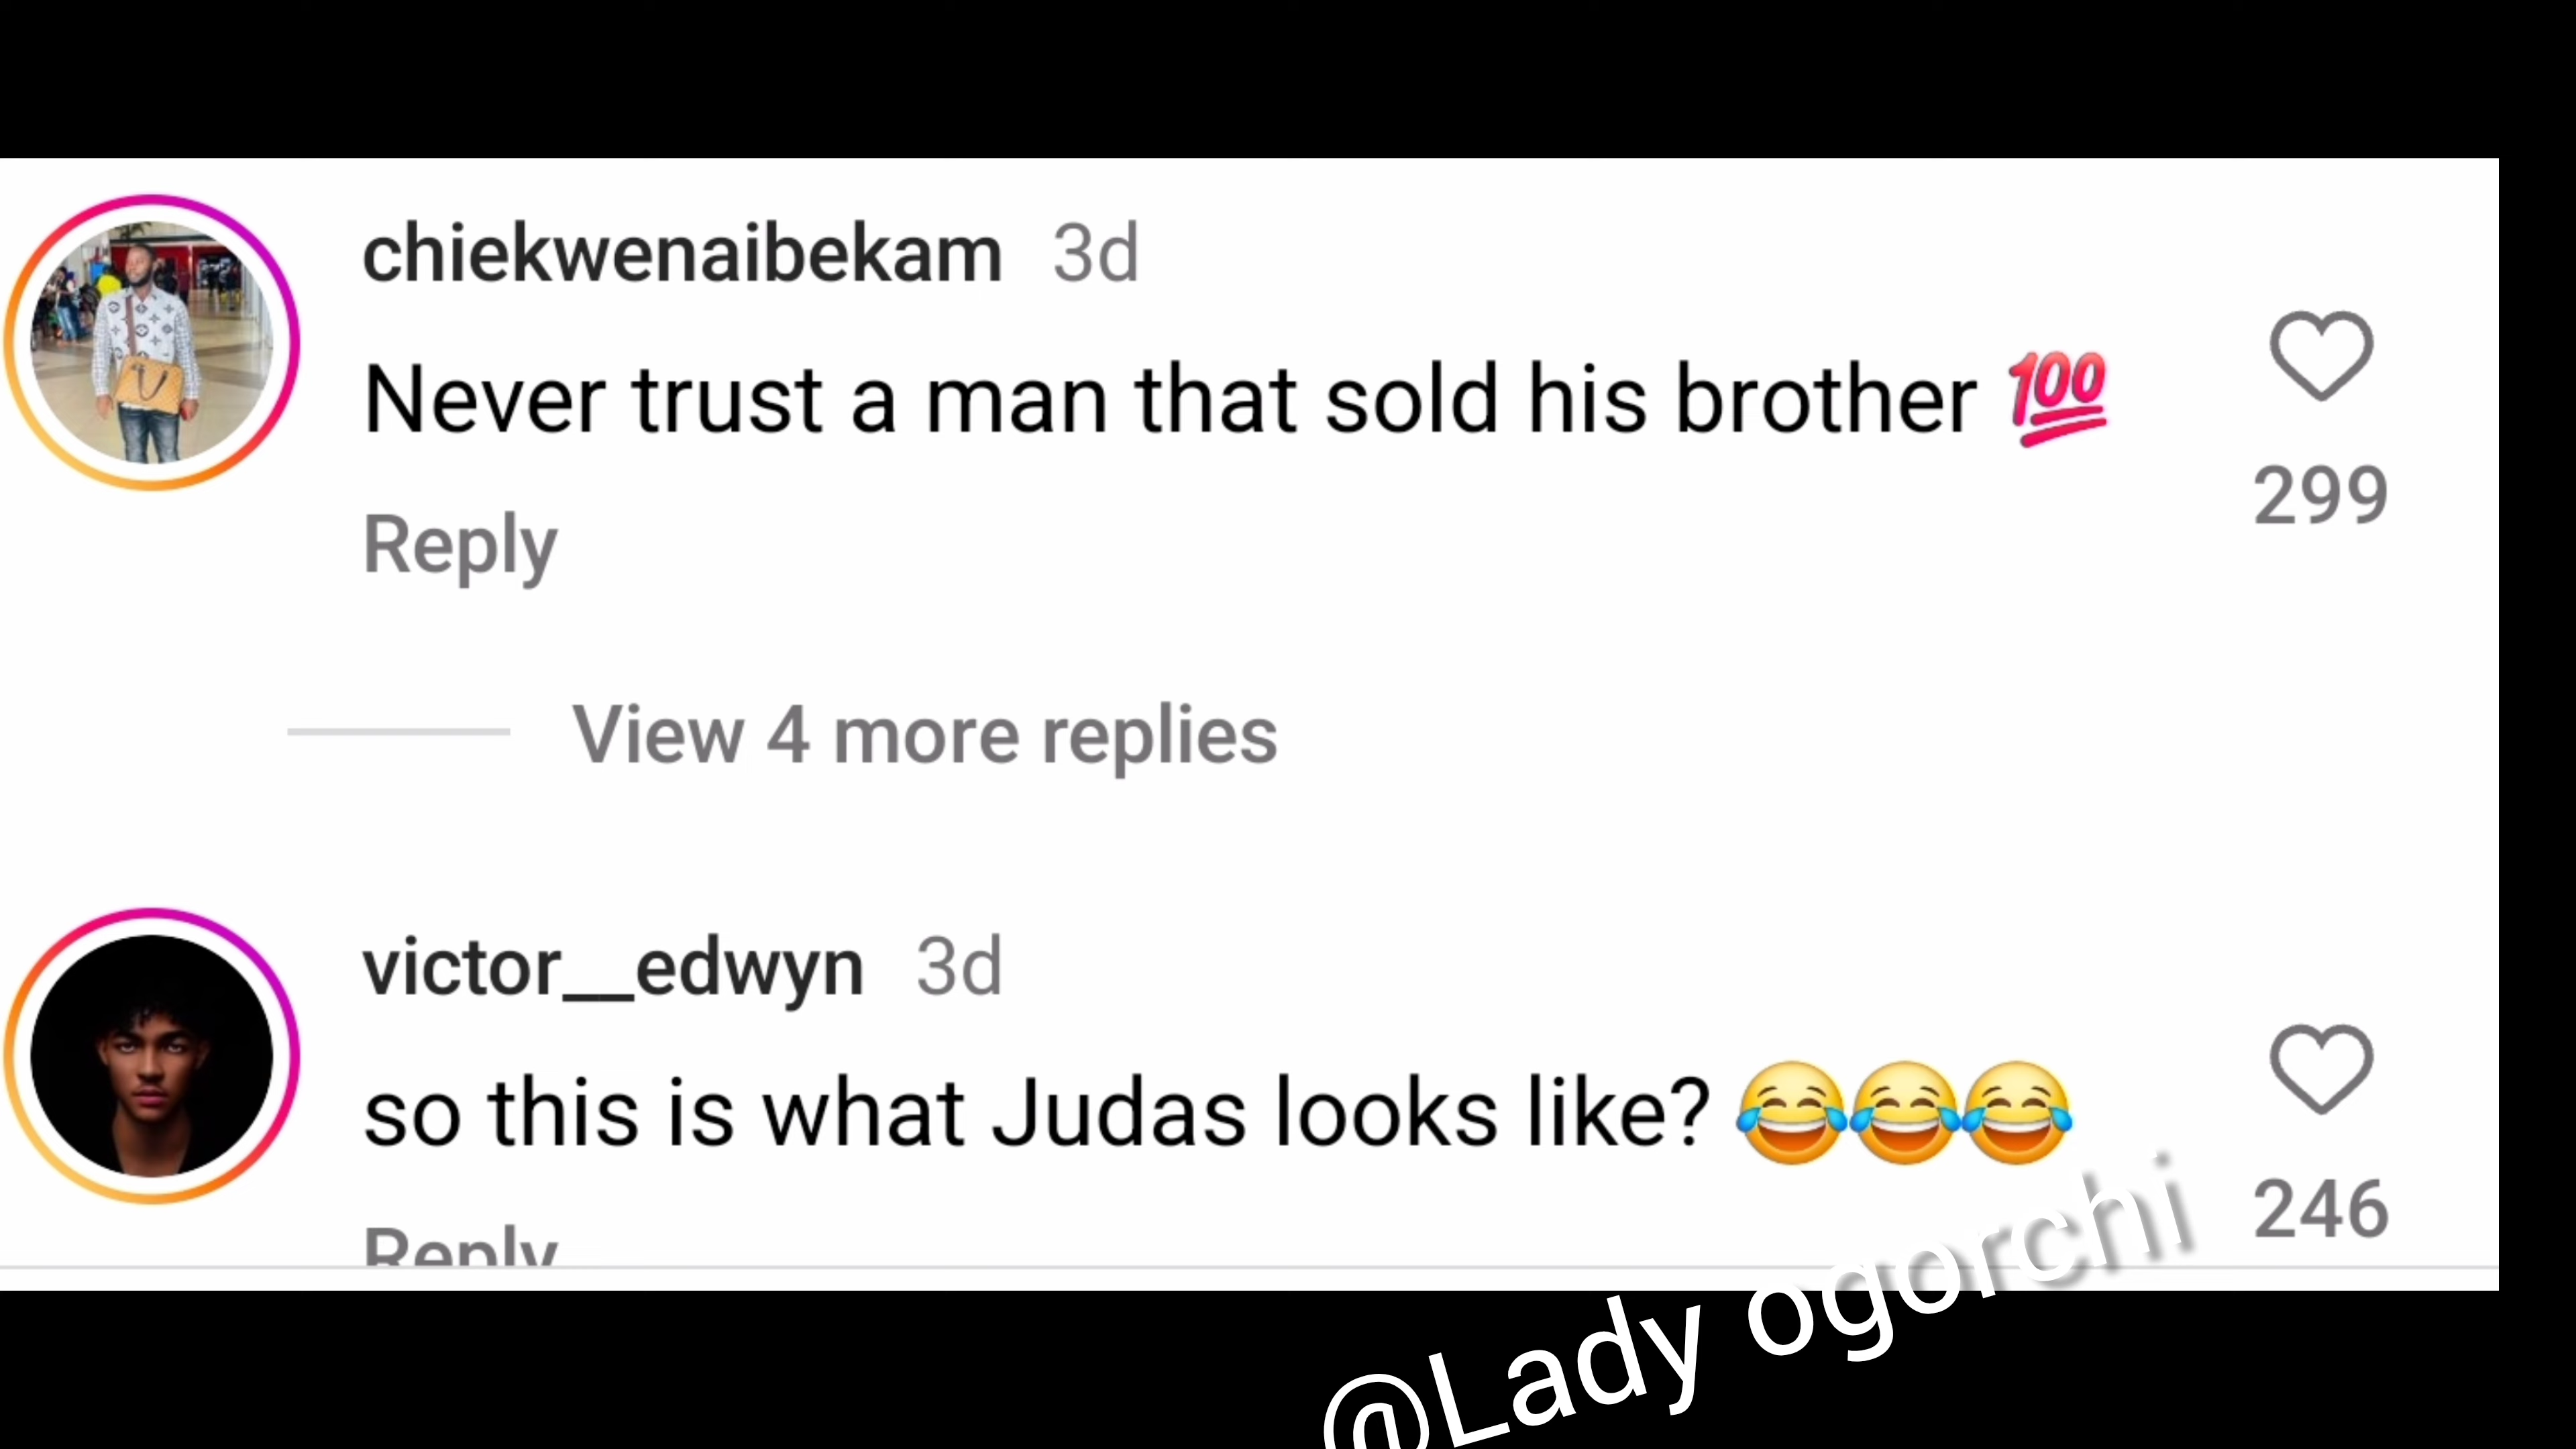 chiekwenaibekam 3d
Never trust a man that sold his brother 💯
299
Reply
View 4 more replies
victor__edwyn 3d
so this is what Judas looks like? 😂😂😂
246
Reply
@Lady ogorchi